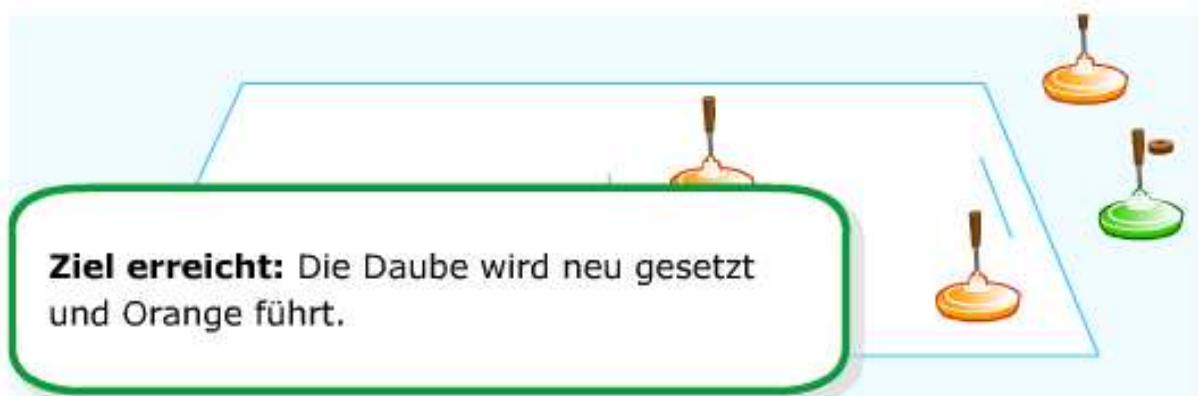 Ziel erreicht: Die Daube wird neu gesetzt
und Orange führt.